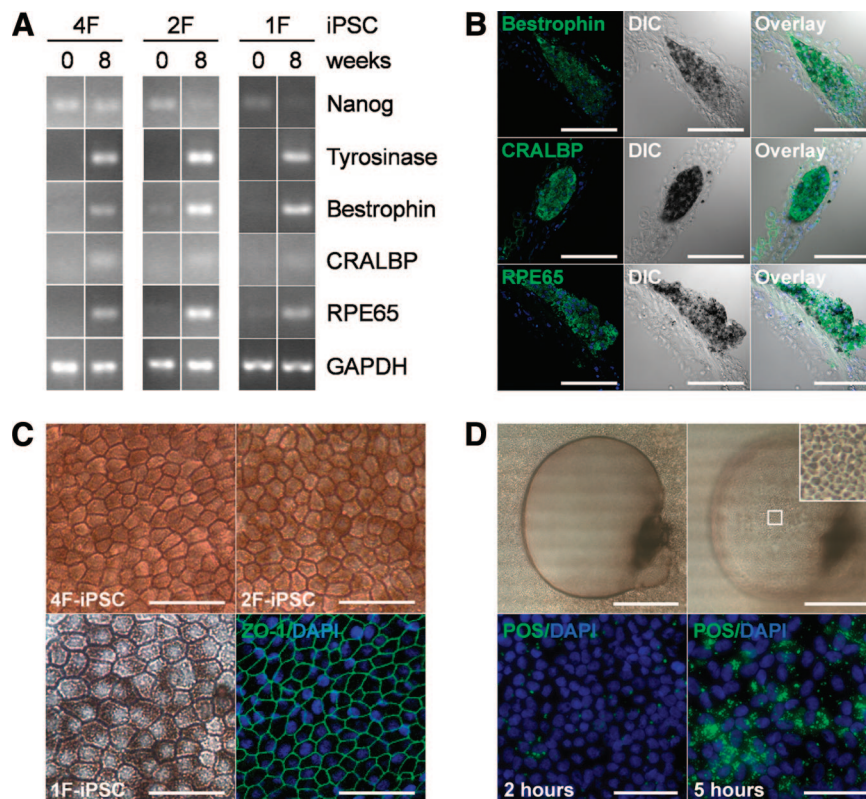 A
4F 2F 1F iPSC
0 8 0 8 0 8 weeks
Nanog
Tyrosinase
Bestrophin
CRALBP
RPE65
GAPDH
B
Bestrophin DIC Overlay
CRALBP DIC Overlay
RPE65 DIC Overlay
C
4F-iPSC 2F-iPSC
ZO-1/DAPI
1F-iPSC
D
POS/DAPI POS/DAPI
2 hours 5 hours